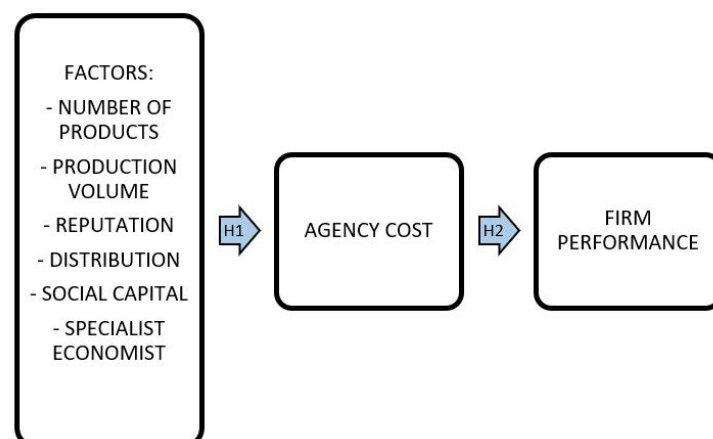 FACTORS:
- NUMBER OF
PRODUCTS
- PRODUCTION
VOLUME
- REPUTATION
- DISTRIBUTION
- SOCIAL CAPITAL
- SPECIALIST
ECONOMIST
H1
AGENCY COST
H2
FIRM
PERFORMANCE